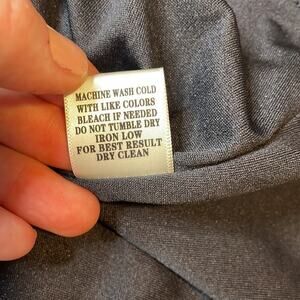 MACHINE WASH COLD
WITH LIKE COLORS
BLEACH IF NEEDED
DO NOT TUMBLE DRY
IRON LOW
FOR BEST RESULT
DRY CLEAN